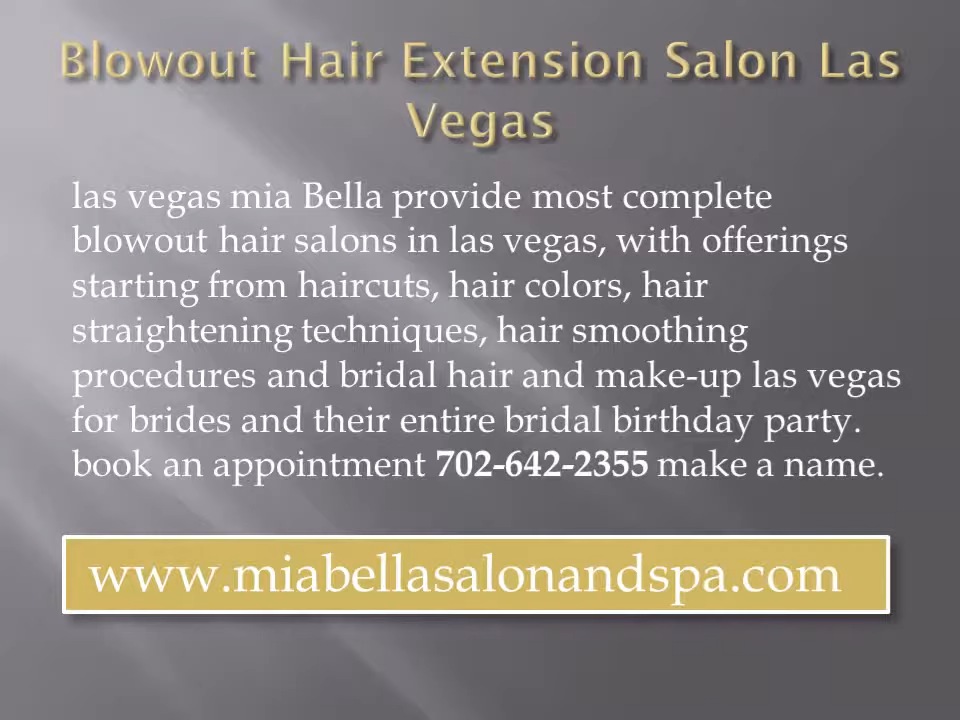 Blowout Hair Extension Salon Las
Vegas
las vegas mia Bella provide most complete
blowout hair salons in las vegas, with offerings
starting from haircuts, hair colors, hair
straightening techniques, hair smoothing
procedures and bridal hair and make-up las vegas
for brides and their entire bridal birthday party.
book an appointment 702-642-2355 make a name.
www.miabellasalonandspa.com